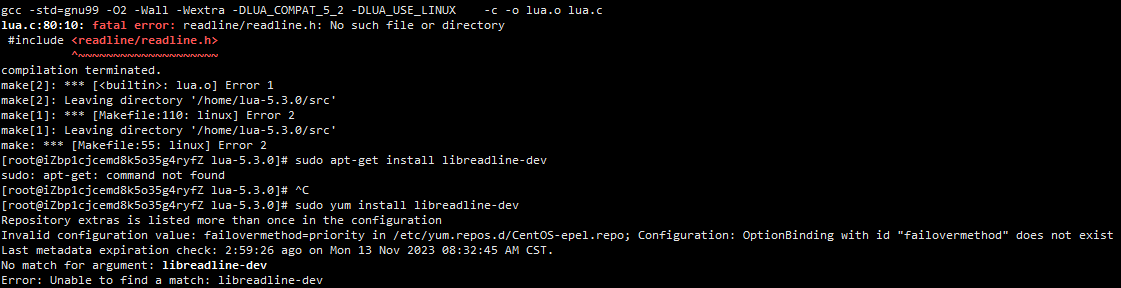 gcc -std=gnu99 -O2 -Wall -Wextra -DLUA_COMPAT_5_2 -DLUA_USE_LINUX    -c -o lua.o lua.c
lua.c:80:10: fatal error: readline/readline.h: No such file or directory
 #include <readline/readline.h>
          ^~~~~~~~~~~~~~~~~~~~~
compilation terminated.
make[2]: *** [<builtin>: lua.o] Error 1
make[2]: Leaving directory '/home/lua-5.3.0/src'
make[1]: *** [Makefile:110: linux] Error 2
make[1]: Leaving directory '/home/lua-5.3.0/src'
make: *** [Makefile:55: linux] Error 2
[root@iZbp1cjcemd8k5o35g4ryfZ lua-5.3.0]# sudo apt-get install libreadline-dev
sudo: apt-get: command not found
[root@iZbp1cjcemd8k5o35g4ryfZ lua-5.3.0]# ^C
[root@iZbp1cjcemd8k5o35g4ryfZ lua-5.3.0]# sudo yum install libreadline-dev
Repository extras is listed more than once in the configuration
Invalid configuration value: failovermethod=priority in /etc/yum.repos.d/CentOS-epel.repo; Configuration: OptionBinding with id "failovermethod" does not exist
Last metadata expiration check: 2:59:26 ago on Mon 13 Nov 2023 08:32:45 AM CST.
No match for argument: libreadline-dev
Error: Unable to find a match: libreadline-dev